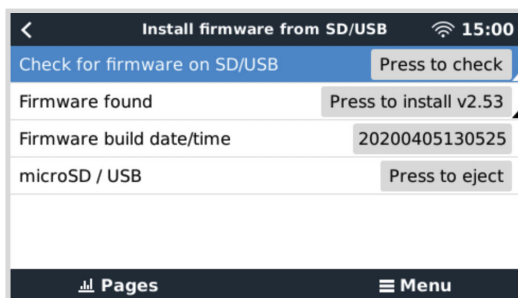 Install firmware from SD/USB 15:00
Check for firmware on SD/USB Press to check
Firmware found Press to install v2.53
Firmware build date/time 20200405130525
microSD / USB Press to eject
Pages Menu